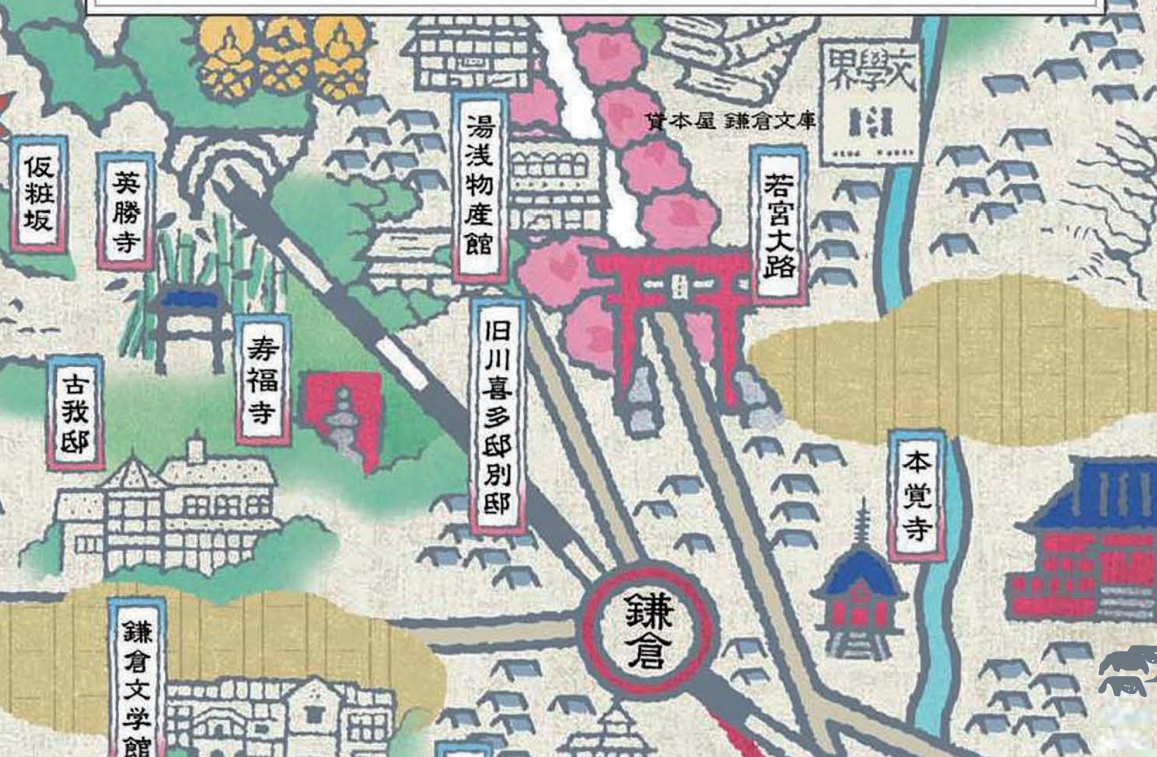 仮粧坂
英勝寺
湯浅物産館
貸本屋 鎌倉文庫
界學文
若宮大路
寿福寺
古我邸
旧川喜多邸別邸
本覚寺
鎌倉
鎌倉文学館